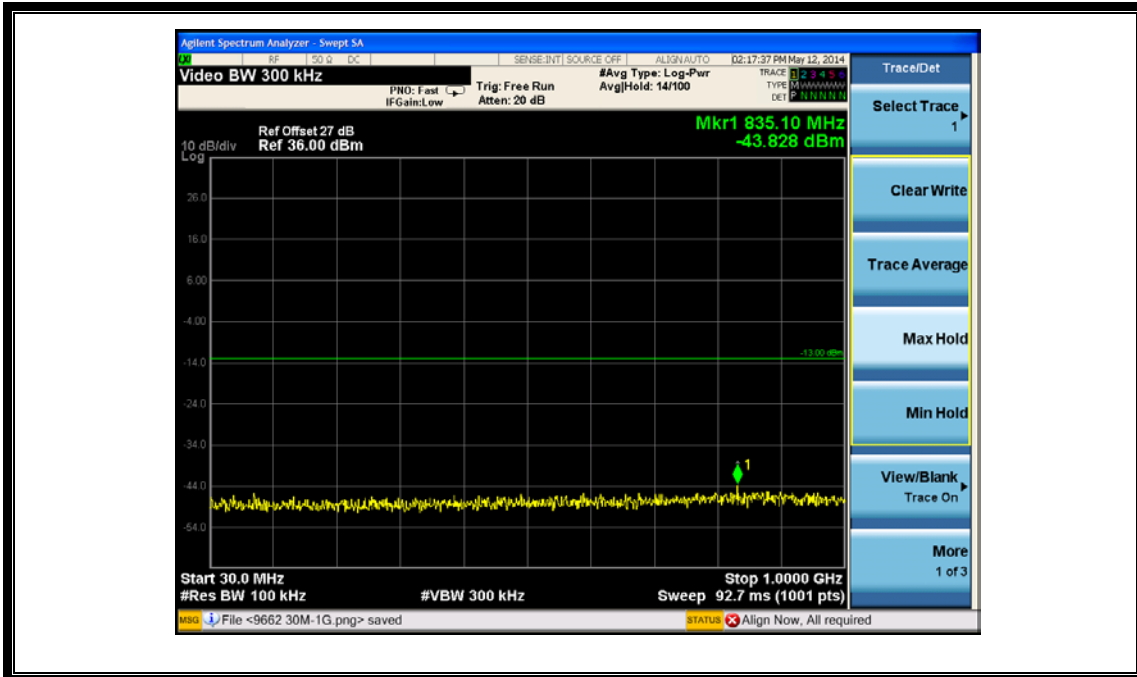 Agilent Spectrum Analyzer - Swept SA
RF 50 Ω DC SENSE:INT SOURCE OFF ALIGN AUTO 02:17:37 PM May 12, 2014
Video BW 300 kHz
PNO: Fast
IFGain:Low
Trig: Free Run
Atten: 20 dB
#Avg Type: Log-Pwr
Avg|Hold: 14/100
TRACE 1 2 3 4 5 6
TYPE M
DET P N N N N N
Mkr1 835.10 MHz
-43.828 dBm
Ref Offset 27 dB
10 dB/div Ref 36.00 dBm
Log
26.0
16.0
6.00
-4.00
-13.00 dBm
-14.0
-24.0
-34.0
1
-44.0
-54.0
Start 30.0 MHz Stop 1.0000 GHz
#Res BW 100 kHz #VBW 300 kHz Sweep 92.7 ms (1001 pts)
MSG File <9662 30M-1G.png> saved STATUS Align Now, All required
Trace/Det
Select Trace
1
Clear Write
Trace Average
Max Hold
Min Hold
View/Blank
Trace On
More
1 of 3